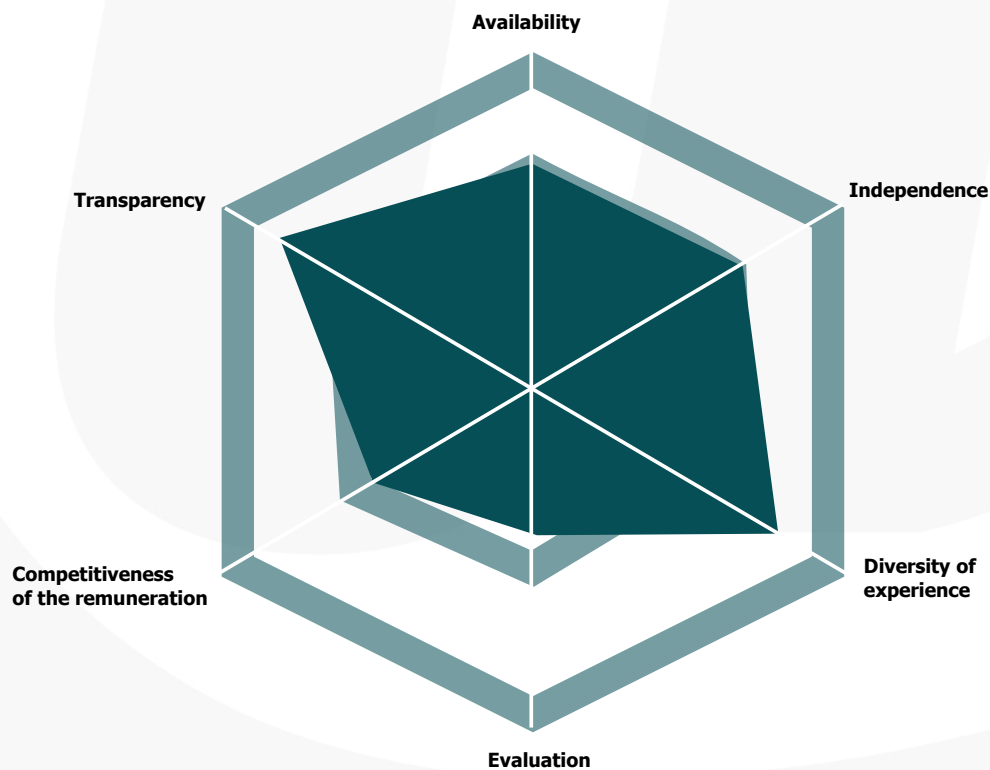 Availability
Independence
Transparency
Competitiveness
of the remuneration
Diversity of
experience
Evaluation